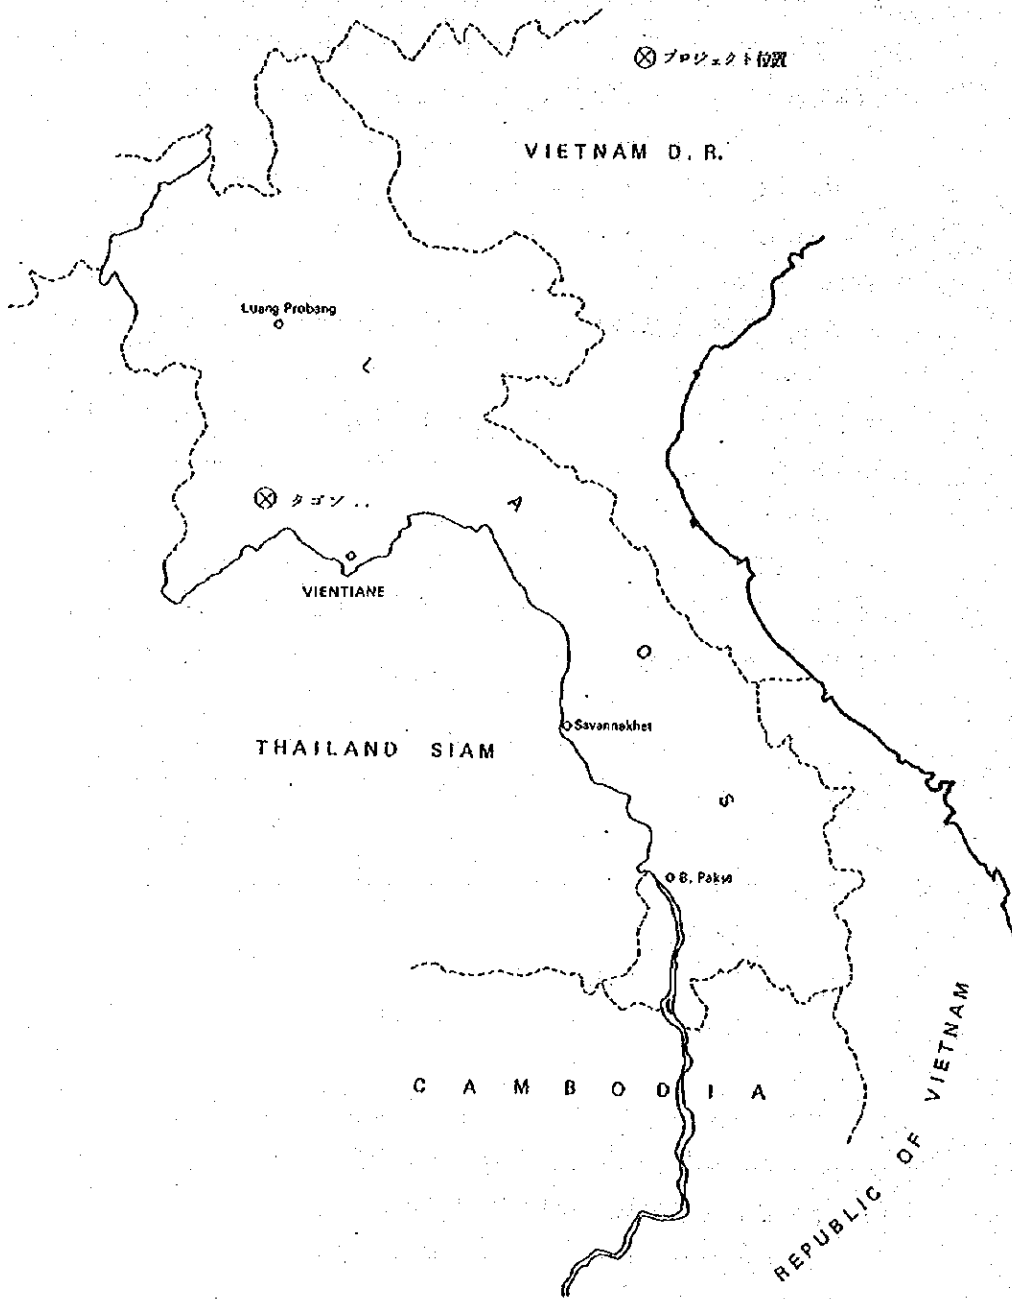 ⊗ プロジェクト位置
VIETNAM D. R.
Luang Probang
L
⊗ タゴン ..
A
VIENTIANE
O
Savannakhet
THAILAND SIAM
S
B. Pakse
CAMBODIA
REPUBLIC OF VIETNAM